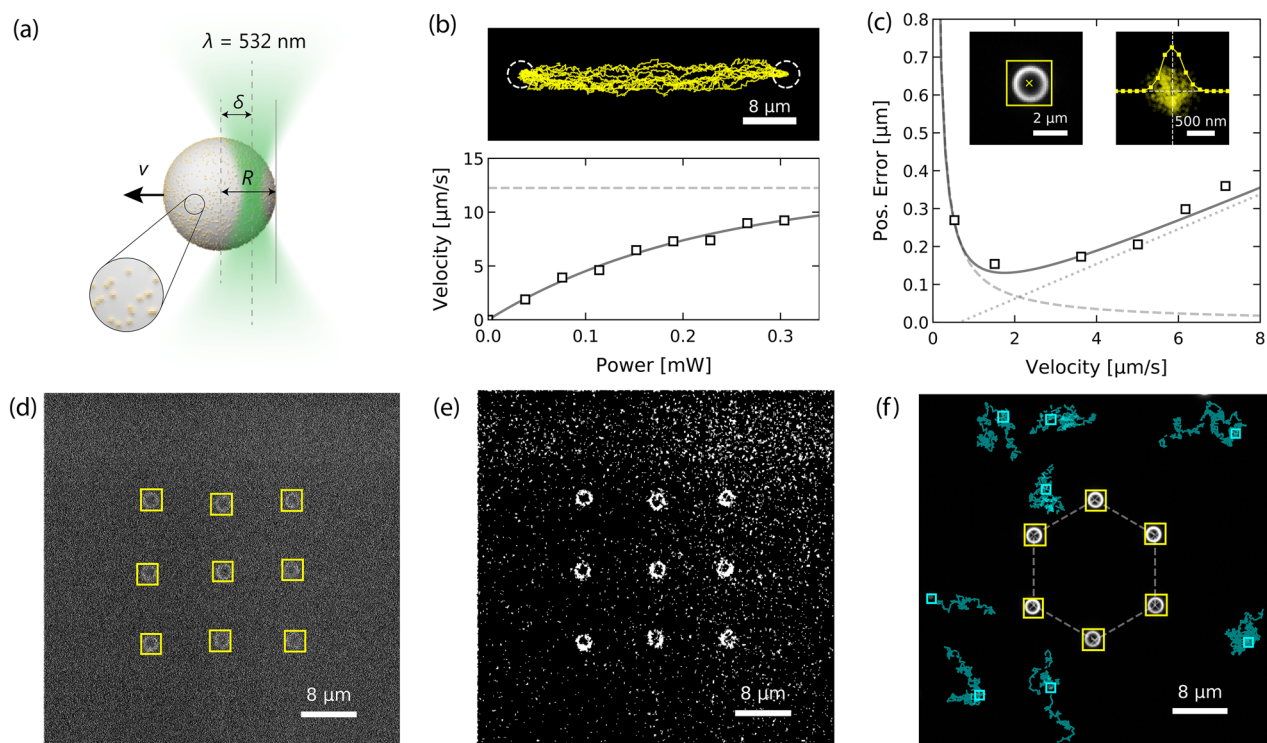 (a)
λ = 532 nm
δ
R
v
(b)
8 μm
15
10
5
0
Velocity [μm/s]
0.0
0.1
0.2
0.3
Power [mW]
(c)
0.8
0.7
0.6
0.5
0.4
0.3
0.2
0.1
0.0
Pos. Error [μm]
2 μm
500 nm
0
2
4
6
8
Velocity [μm/s]
(d)
8 μm
(e)
8 μm
(f)
8 μm